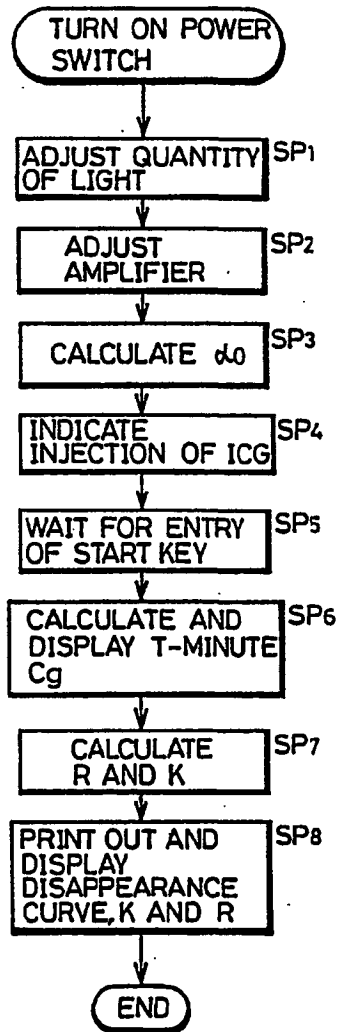 TURN ON POWER
SWITCH
ADJUST QUANTITY
OF LIGHT
SP1
ADJUST
AMPLIFIER
SP2
CALCULATE α0
SP3
INDICATE
INJECTION OF ICG
SP4
WAIT FOR ENTRY
OF START KEY
SP5
CALCULATE AND
DISPLAY T-MINUTE
Cg
SP6
CALCULATE
R AND K
SP7
PRINT OUT AND
DISPLAY
DISAPPEARANCE
CURVE, K AND R
SP8
END